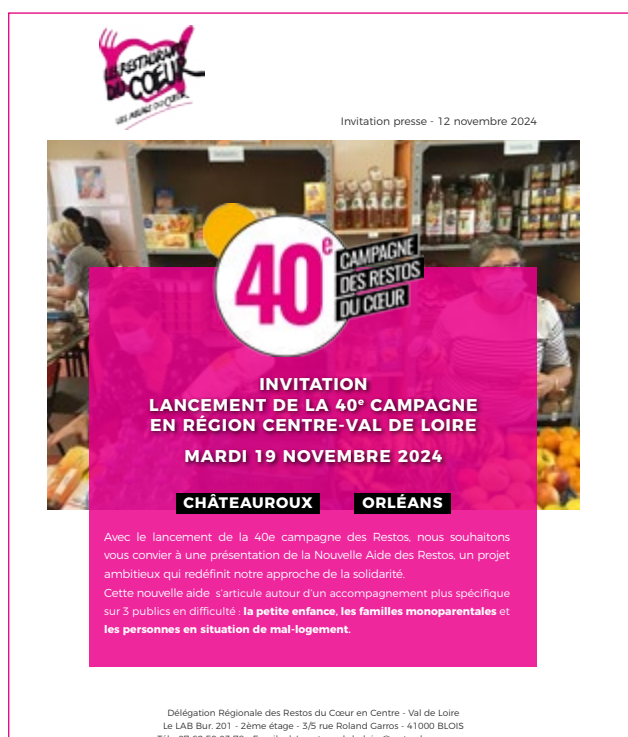 LES RESTAURANTS
DU COEUR
LES RELAIS DU COEUR
Invitation presse - 12 novembre 2024
40e
CAMPAGNE
DES RESTOS
DU CŒUR
INVITATION
LANCEMENT DE LA 40e CAMPAGNE
EN RÉGION CENTRE-VAL DE LOIRE
MARDI 19 NOVEMBRE 2024
CHÂTEAUROUX ORLÉANS
Avec le lancement de la 40e campagne des Restos, nous souhaitons
vous convier à une présentation de la Nouvelle Aide des Restos, un projet
ambitieux qui redéfinit notre approche de la solidarité.
Cette nouvelle aide s'articule autour d'un accompagnement plus spécifique
sur 3 publics en difficulté : la petite enfance, les familles monoparentales et
les personnes en situation de mal-logement.
Délégation Régionale des Restos du Cœur en Centre - Val de Loire
Le LAB Bur. 201 - 2ème étage - 3/5 rue Roland Garros - 41000 BLOIS